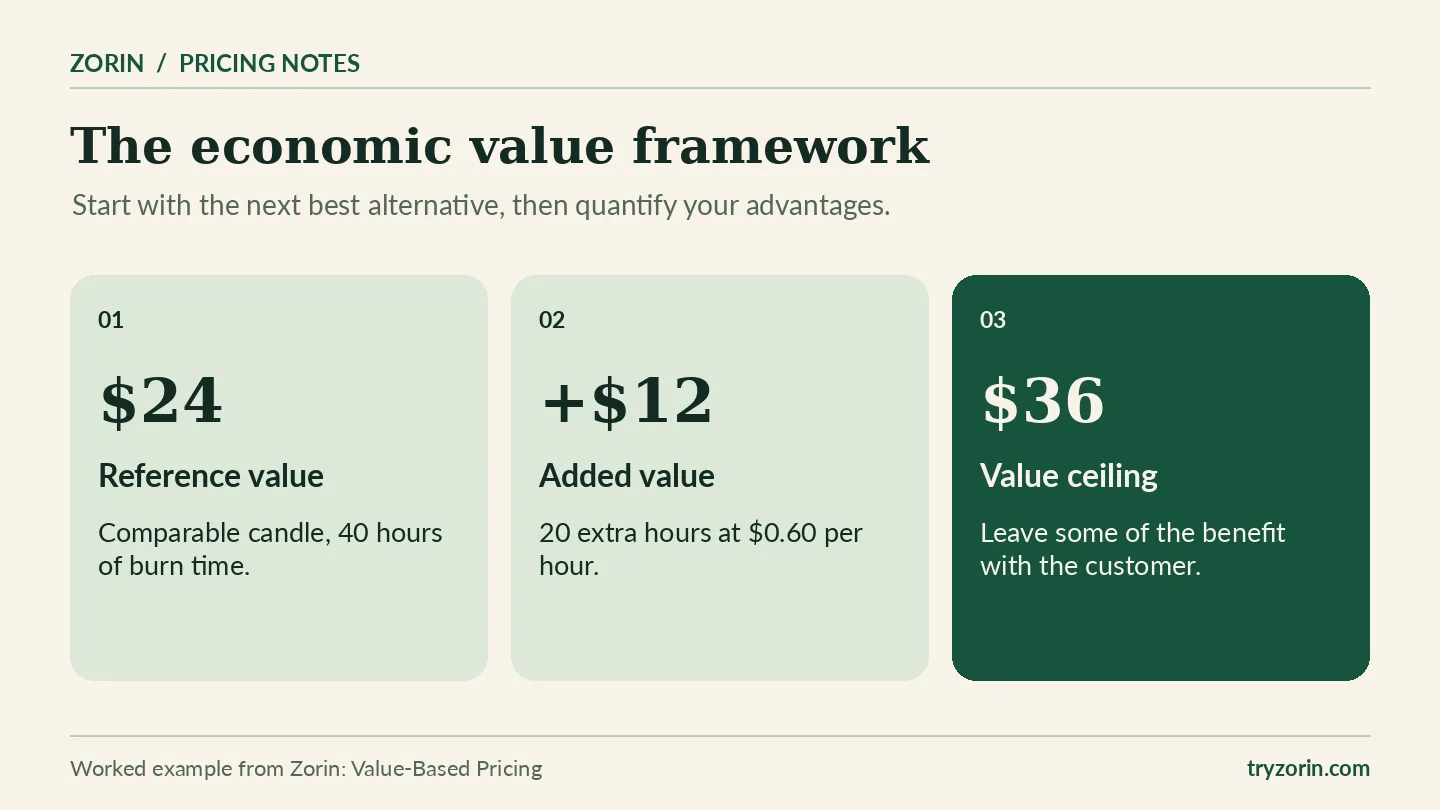 ZORIN / PRICING NOTES
The economic value framework
Start with the next best alternative, then quantify your advantages.
01
$24
Reference value
Comparable candle, 40 hours
of burn time.
02
+$12
Added value
20 extra hours at $0.60 per
hour.
03
$36
Value ceiling
Leave some of the benefit
with the customer.
Worked example from Zorin: Value-Based Pricing
tryzorin.com